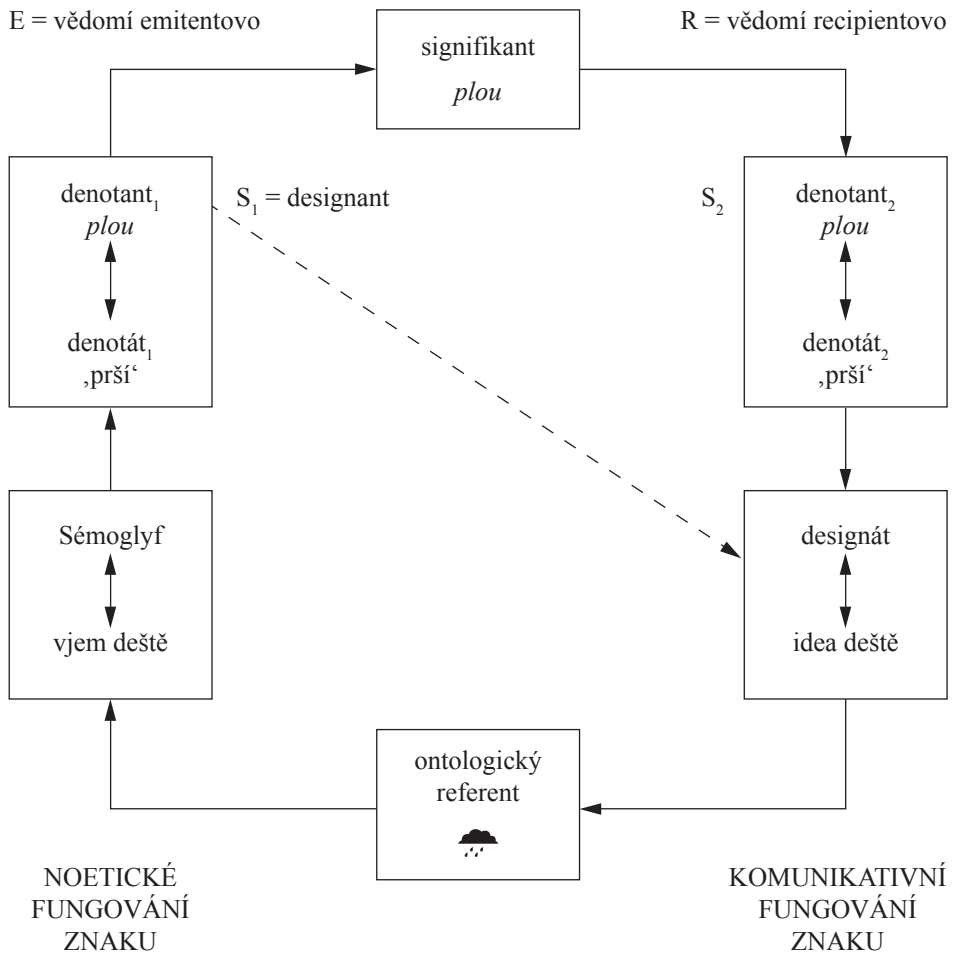 E = vědomí emitentovo
R = vědomí recipientovo
signifikant
plou
denotant₁
plou
denotát₁
‚prší‘
S₁ = designant
S₂
denotant₂
plou
denotát₂
‚prší‘
Sémoglyf
vjem deště
designát
idea deště
ontologický
referent
NOETICKÉ
FUNGOVÁNÍ
ZNAKU
KOMUNIKATIVNÍ
FUNGOVÁNÍ
ZNAKU